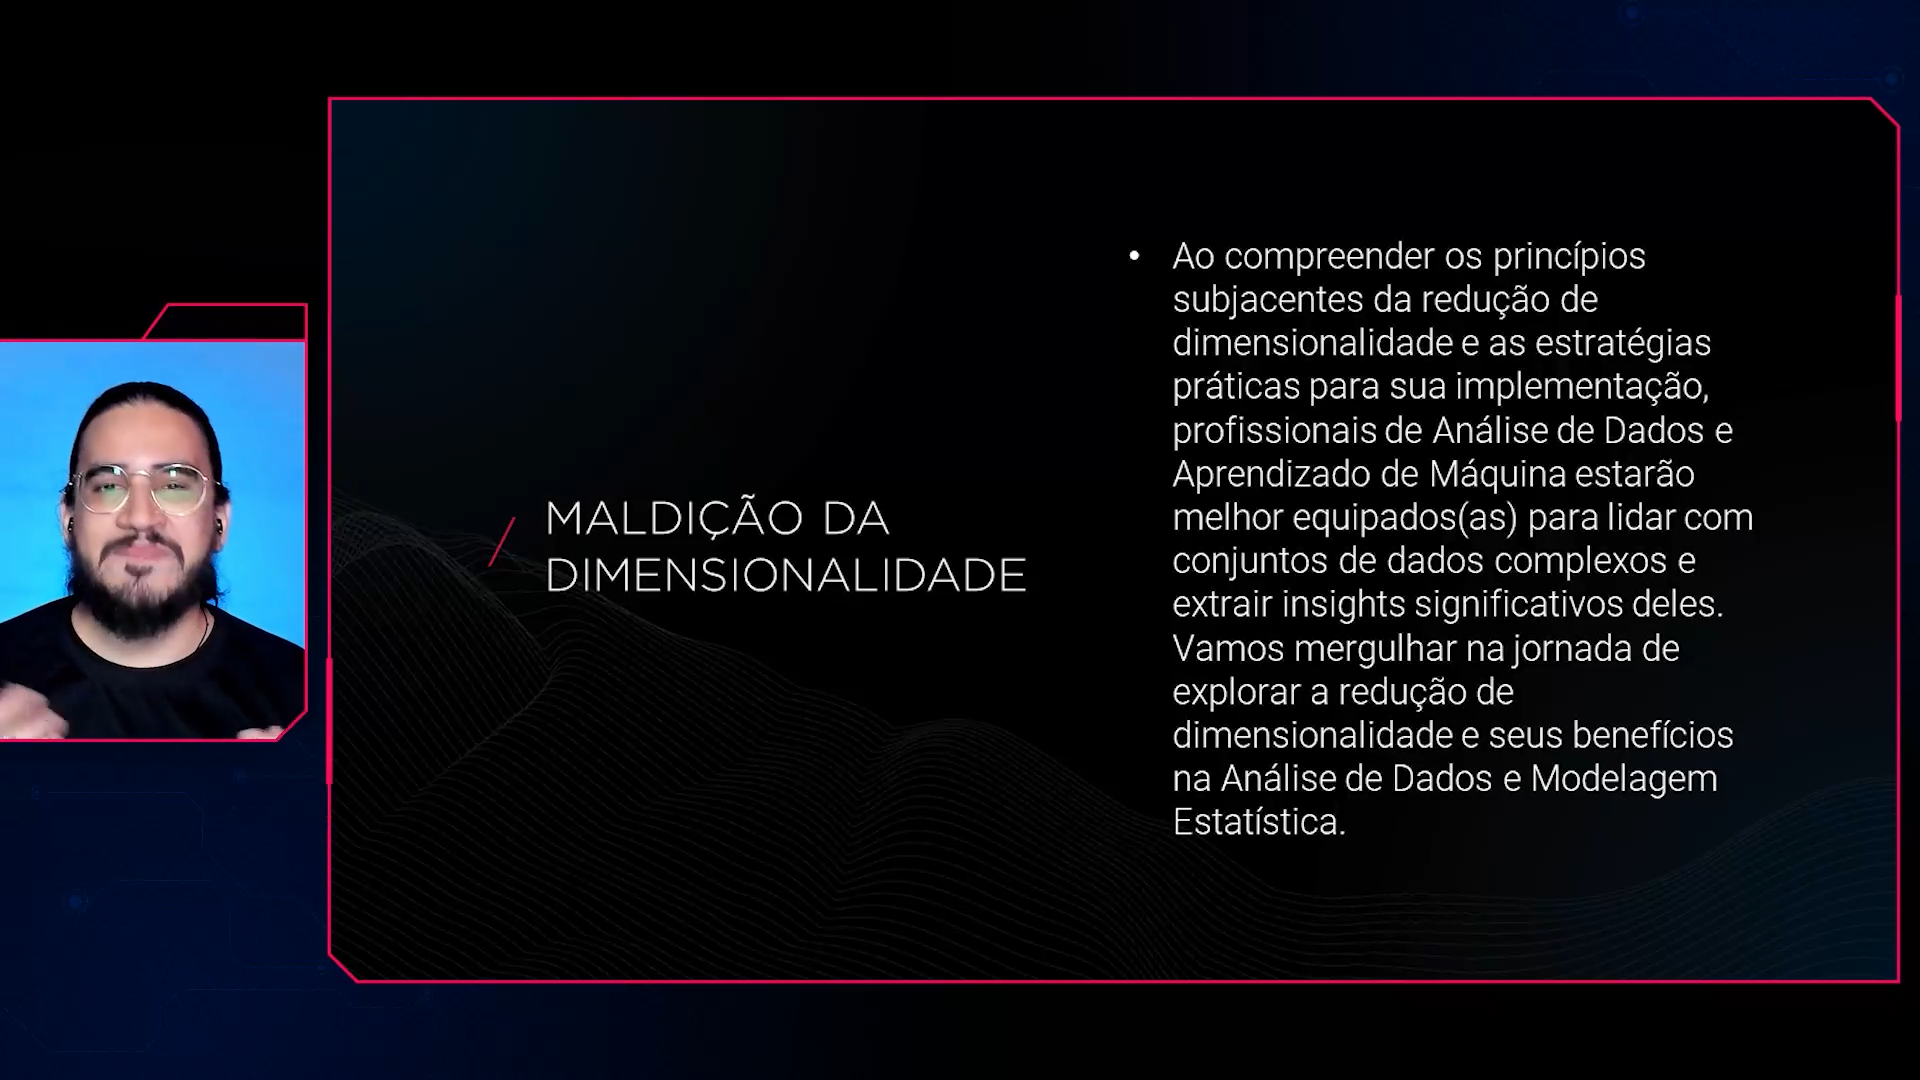 MALDIÇÃO DA
DIMENSIONALIDADE
• Ao compreender os princípios
subjacentes da redução de
dimensionalidade e as estratégias
práticas para sua implementação,
profissionais de Análise de Dados e
Aprendizado de Máquina estarão
melhor equipados(as) para lidar com
conjuntos de dados complexos e
extrair insights significativos deles.
Vamos mergulhar na jornada de
explorar a redução de
dimensionalidade e seus benefícios
na Análise de Dados e Modelagem
Estatística.